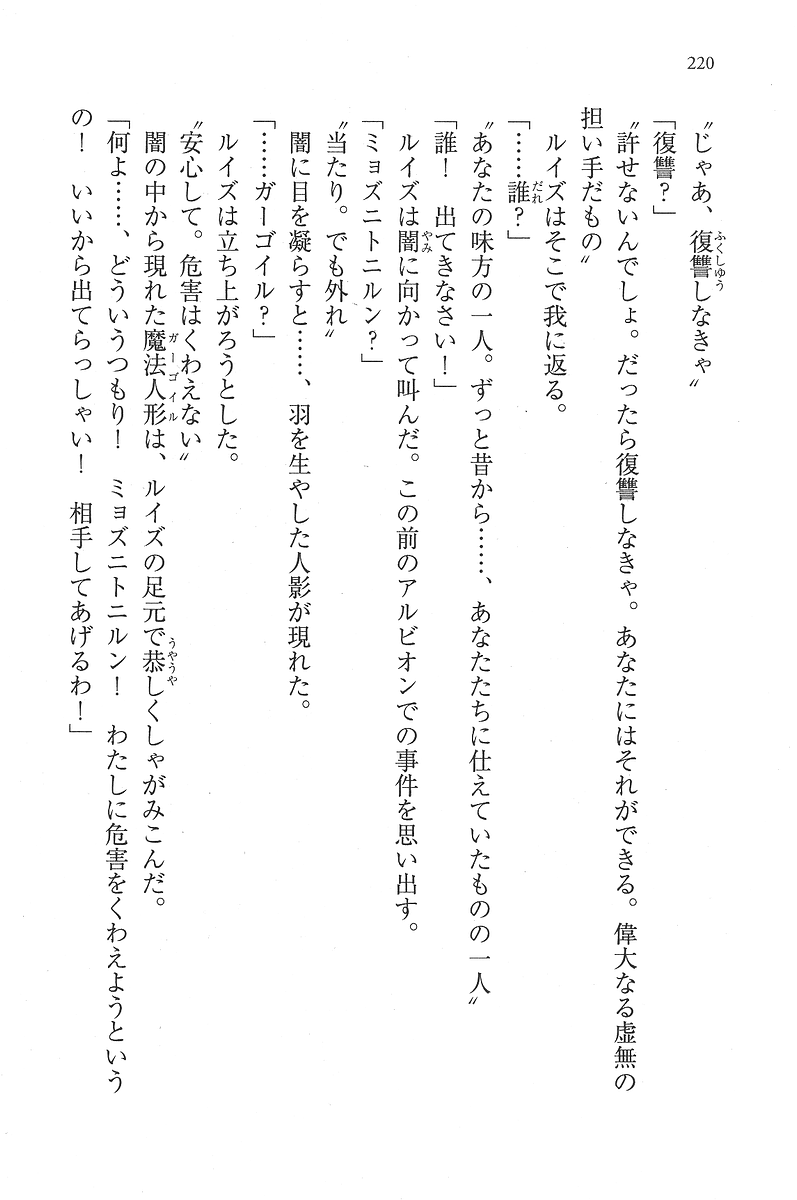 220
〝じゃあ、復讐しなきゃ〟
「復讐？」
〝許せないんでしょ。だったら復讐しなきゃ。あなたにはそれができる。偉大なる虚無の
担い手だもの〟
ルイズはそこで我に返る。
「……誰？」
〝あなたの味方の一人。ずっと昔から……、あなたたちに仕えていたものの一人〟
「誰！　出てきなさい！」
ルイズは闇に向かって叫んだ。この前のアルビオンでの事件を思い出す。
「ミョズニトニルン？」
〝当たり。でも外れ〟
闇に目を凝らすと……、羽を生やした人影が現れた。
「……ガーゴイル？」
ルイズは立ち上がろうとした。
〝安心して。危害はくわえない〟
闇の中から現れた魔法人形は、ルイズの足元で恭しくしゃがみこんだ。
「何よ……、どういうつもり！　ミョズニトニルン！　わたしに危害をくわえようという
の！　いいから出てらっしゃい！　相手してあげるわ！」